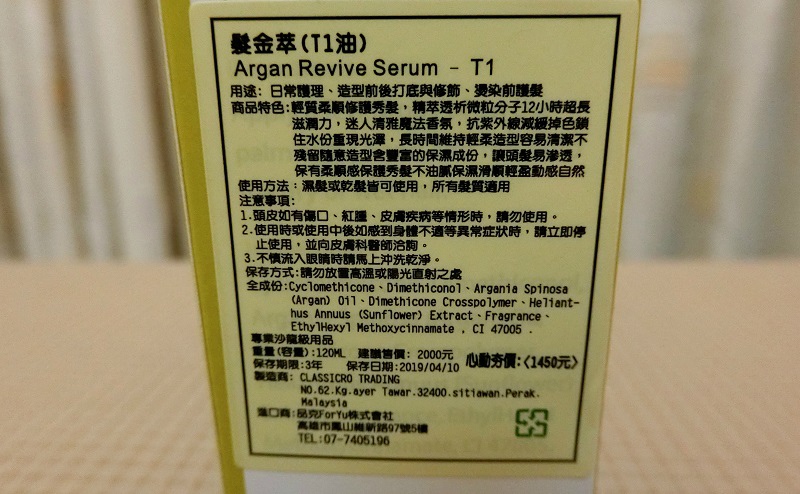 髮金萃(T1油)
Argan Revive Serum - T1
用途: 日常護理、造型前後打底與修飾、燙染前護髮
商品特色:輕質柔順修護秀髮，精萃透析微粒分子12小時超長
滋潤力，迷人清雅魔法香氛，抗紫外線減緩掉色鎖
住水份重現光澤，長時間維持輕柔造型容易清潔不
殘留隨意造型含豐富的保濕成份，讓頭髮易滲透，
保有柔順感保護秀髮不油膩保濕滑順輕盈動感自然
使用方法：濕髮或乾髮皆可使用，所有髮質適用
注意事項:
1.頭皮如有傷口、紅腫、皮膚疾病等情形時，請勿使用。
2.使用時或使用中後如感到身體不適等異常症狀時，請立即停
止使用，並向皮膚科醫師洽詢。
3.不慎流入眼睛時請馬上沖洗乾淨。
保存方式:請勿放置高溫或陽光直射之處
全成份:Cyclomethicone、Dimethiconol、Argania Spinosa
(Argan) Oil、Dimethicone Crosspolymer、Heliant-
hus Annuus (Sunflower) Extract、Fragrance、
EthylHexyl Methoxycinnamate . CI 47005 .
專業沙龍級用品
重量(容量):120ML 建議售價: 2000元 心動夯價:〈1450元〉
保存期限:3年 保存日期:2019/04/10
製造商: CLASSICRO TRADING
NO.62.Kg.ayer Tawar.32400.sitiawan.Perak.
Malaysia
進口商:品克ForYu株式會社
高雄市鳳山維新路97號5樓
TEL:07-7405196